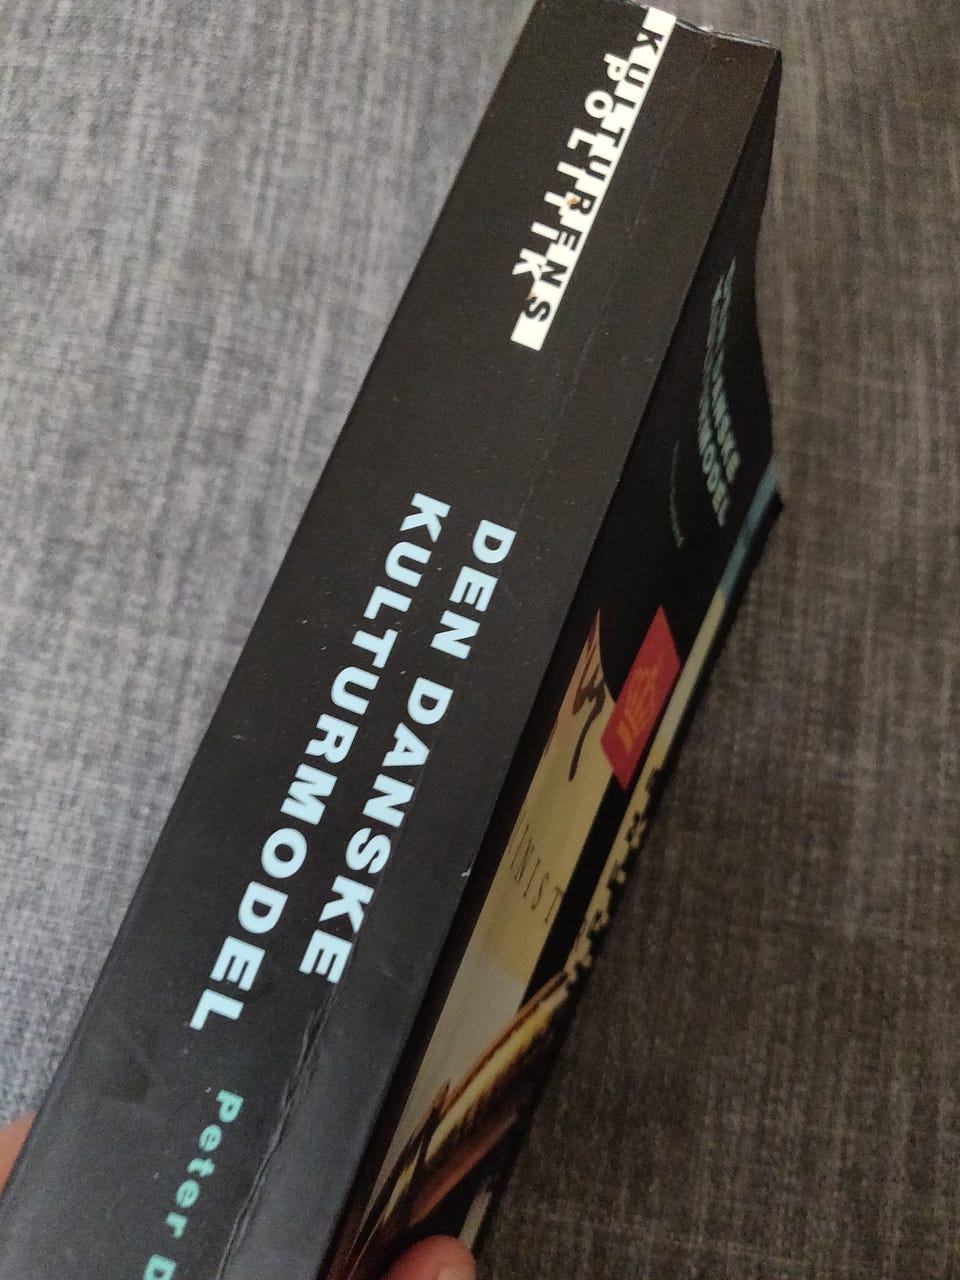 KULTURENS
POLITIK
DEN DANSKE
KULTURMODEL
Peter D